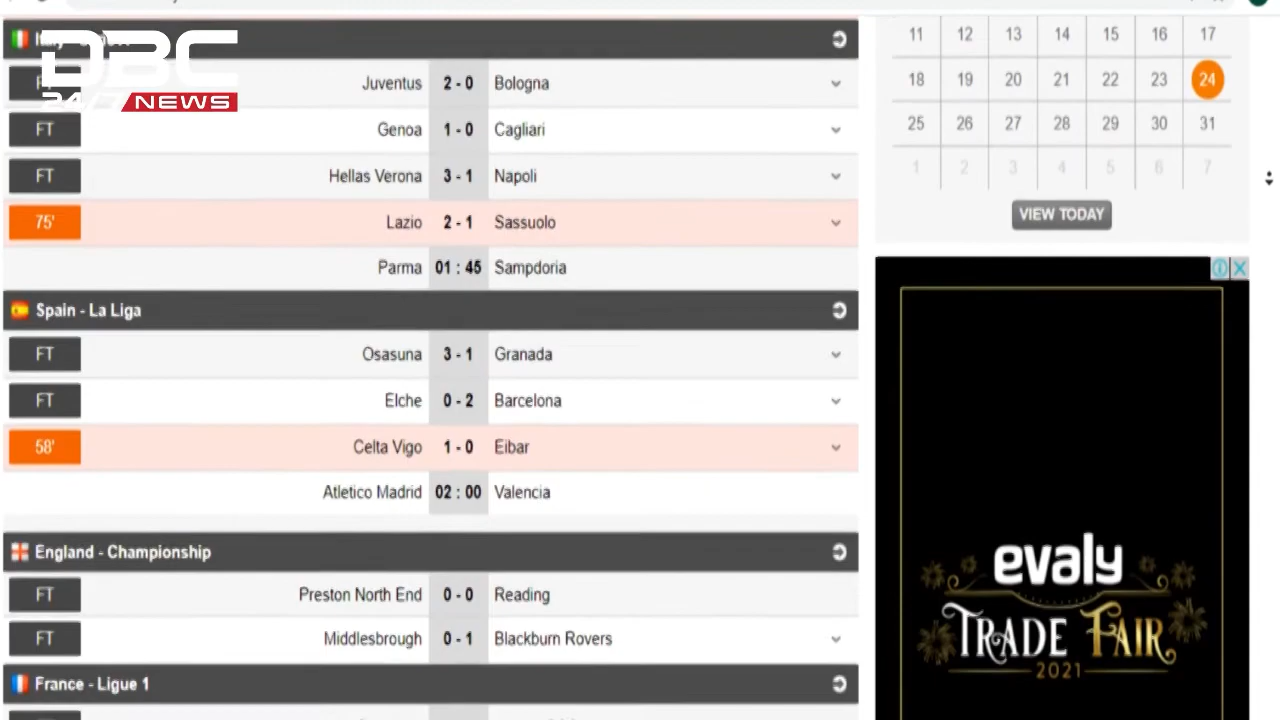 DBC
24/7 NEWS
Juventus 2 - 0 Bologna
FT Genoa 1 - 0 Cagliari
FT Hellas Verona 3 - 1 Napoli
75' Lazio 2 - 1 Sassuolo
Parma 01 : 45 Sampdoria
Spain - La Liga
FT Osasuna 3 - 1 Granada
FT Elche 0 - 2 Barcelona
58' Celta Vigo 1 - 0 Eibar
Atletico Madrid 02 : 00 Valencia
England - Championship
FT Preston North End 0 - 0 Reading
FT Middlesbrough 0 - 1 Blackburn Rovers
France - Ligue 1
11 12 13 14 15 16 17
18 19 20 21 22 23 24
25 26 27 28 29 30 31
1 2 3 4 5 6 7
VIEW TODAY
evaly
TRADE FAIR
2021